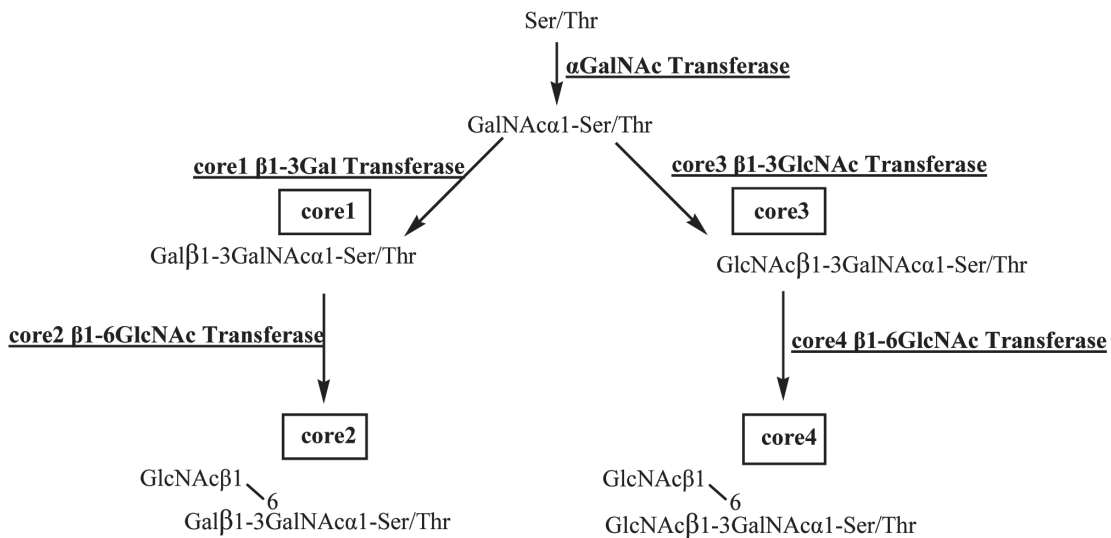 Ser/Thr
αGalNAc Transferase
GalNAcα1-Ser/Thr
core1 β1-3Gal Transferase
core3 β1-3GlcNAc Transferase
core1
core3
Galβ1-3GalNAcα1-Ser/Thr
GlcNAcβ1-3GalNAcα1-Ser/Thr
core2 β1-6GlcNAc Transferase
core4 β1-6GlcNAc Transferase
core2
core4
GlcNAcβ1
6
Galβ1-3GalNAcα1-Ser/Thr
GlcNAcβ1
6
GlcNAcβ1-3GalNAcα1-Ser/Thr